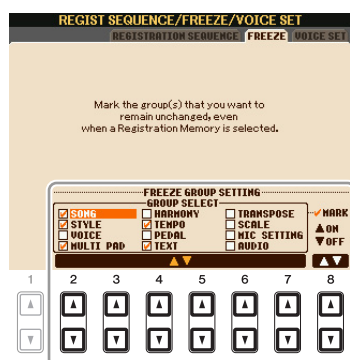 REGIST SEQUENCE/FREEZE/VOICE SET
REGISTRATION SEQUENCE FREEZE VOICE SET
Mark the group(s) that you want to
remain unchanged, even
when a Registration Memory is selected.
FREEZE GROUP SETTING
GROUP SELECT
SONG HARMONY TRANSPOSE MARK
STYLE TEMPO SCALE ON
VOICE PEDAL MIC SETTING OFF
MULTI PAD TEXT AUDIO
1 2 3 4 5 6 7 8